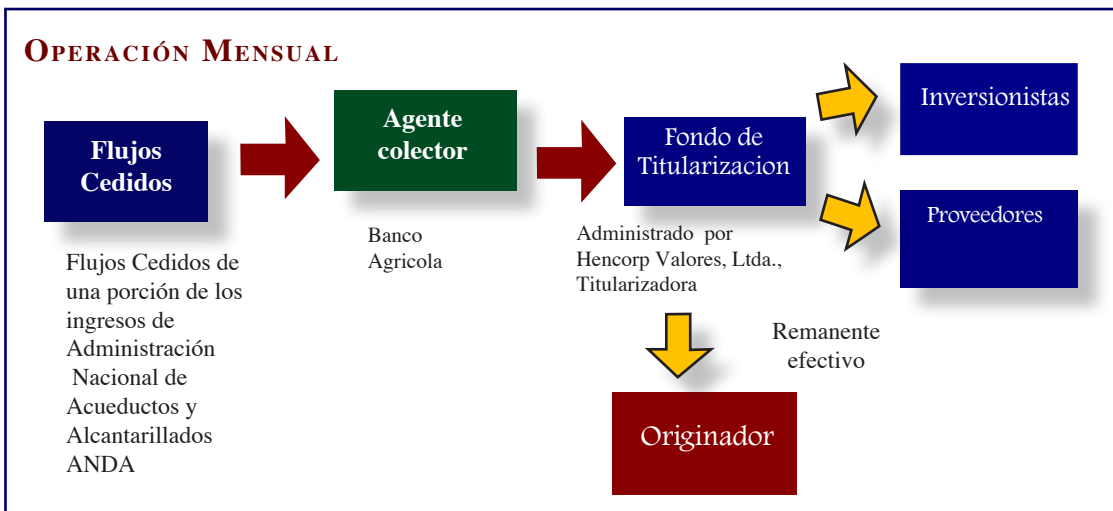 OPERACIÓN MENSUAL
Flujos
Cedidos
Flujos Cedidos de
una porción de los
ingresos de
Administración
Nacional de
Acueductos y
Alcantarillados
ANDA
Agente
colector
Banco
Agricola
Fondo de
Titularizacion
Administrado por
Hencorp Valores, Ltda.,
Titularizadora
Inversionistas
Proveedores
Remanente
efectivo
Originador